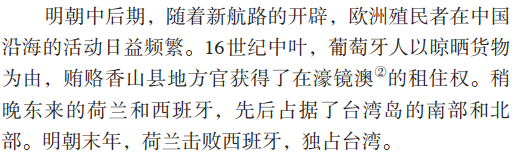 明朝中后期，随着新航路的开辟，欧洲殖民者在中国
沿海的活动日益频繁。16世纪中叶，葡萄牙人以晾晒货物
为由，贿赂香山县地方官获得了在濠镜澳②的租住权。稍
晚东来的荷兰和西班牙，先后占据了台湾岛的南部和北
部。明朝末年，荷兰击败西班牙，独占台湾。